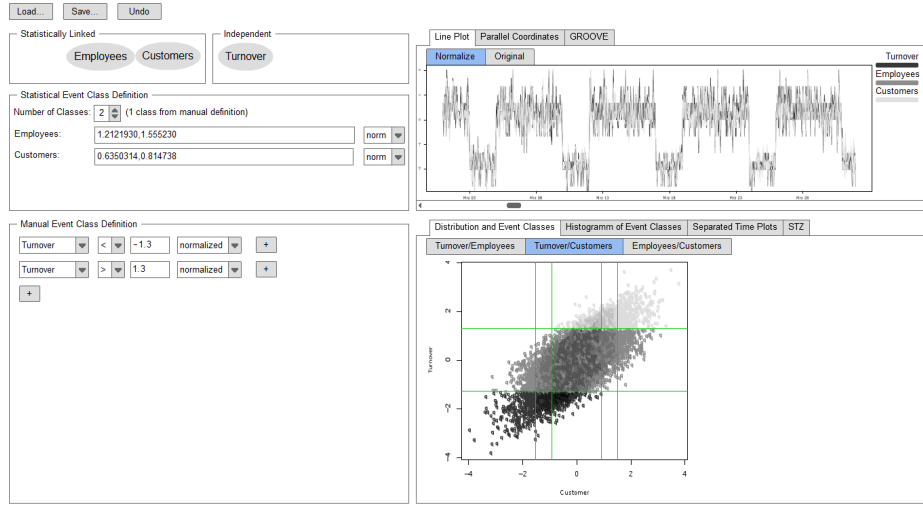 Load... Save... Undo
Statistically Linked
Employees Customers
Independent
Turnover
Statistical Event Class Definition
Number of Classes: 2 (1 class from manual definition)
Employees: 1.2121930,1.555230 norm
Customers: 0.6350314,0.814738 norm
Manual Event Class Definition
Turnover < −1.3 normalized +
Turnover > 1.3 normalized +
+
Line Plot Parallel Coordinates GROOVE
Normalize Original
Turnover
Employees
Customers
Distribution and Event Classes Histogramm of Event Classes Separated Time Plots STZ
Turnover/Employees Turnover/Customers Employees/Customers
4
2
0
−2
−4
Turnover
−4 −2 0 2 4
Customer